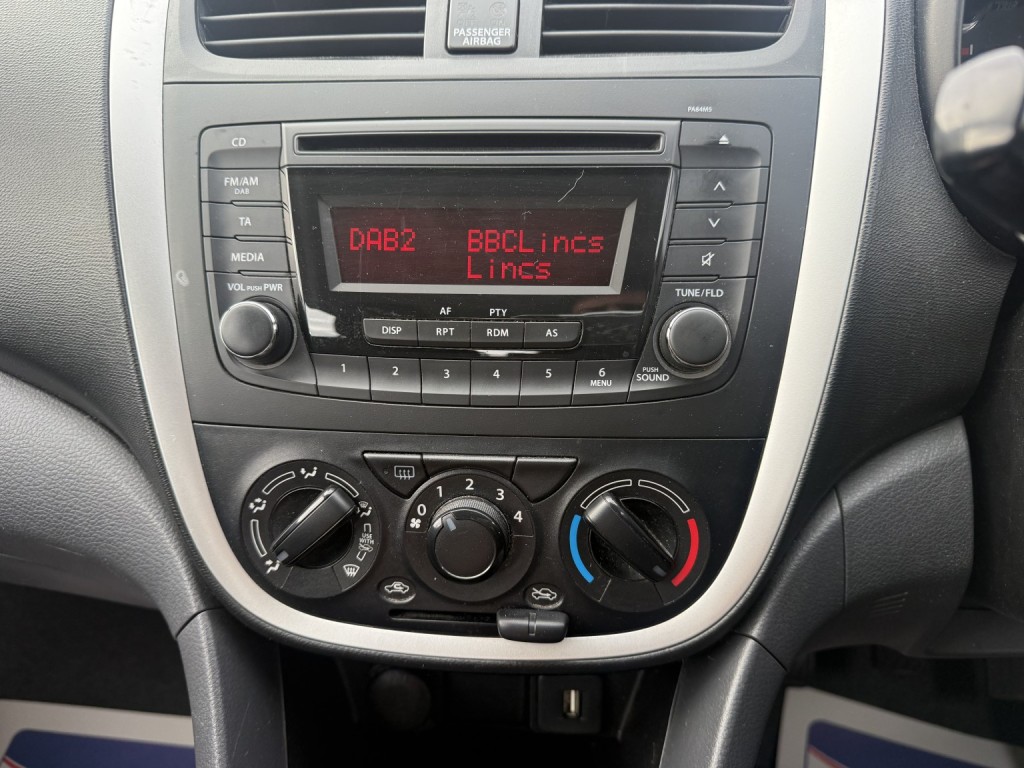 PASSENGER
AIRBAG
PA64M5
CD
FM/AM
DAB
TA
MEDIA
VOL PUSH PWR
DAB2 BBCLincs
Lincs
TUNE/FLD
AF PTY
DISP RPT RDM AS
1 2 3 4 5 6
MENU
PUSH
SOUND
0 1 2 3 4
USE
WITH